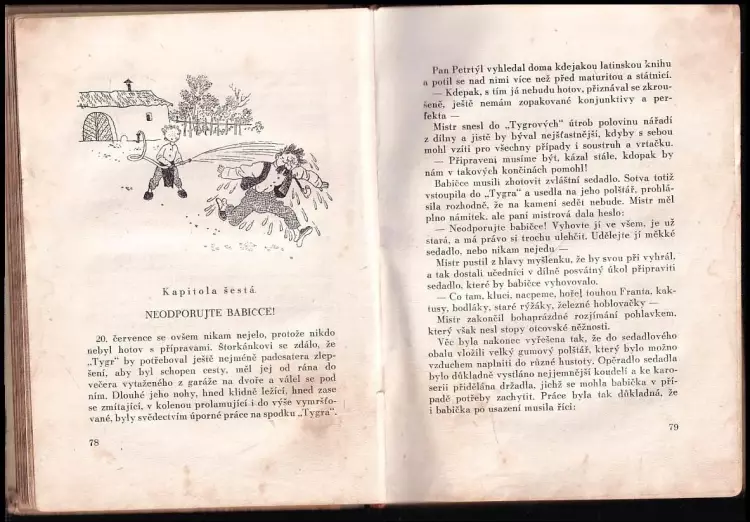 Kapitola šestá
NEODPORUJTE BABICCE!
20. července se ovšem nikam nejelo, protože nikdo
nebyl hotov s přípravami. Štorkánkovi se zdálo, že
„Tygr" by potřeboval ještě nejméně padesatera zlep-
šení, aby byl schopen cesty, měl jej od rána do
večera vytaženého z garáže na dvoře a válel se pod
ním. Dlouhé jeho nohy, hned klidně ležící, hned zase
se zmítající, v kolenou prolamující i do výše vymršťo-
vané, byly svědectvím úporné práce na spodku „Tygra".
78
Pan Petrtýl vyhledal doma kdejakou latinskou knihu
a potil se nad nimi více než před maturitou a státnicí.
— Kdepak, s tím já nebudu hotov, přiznával se zkrou-
šeně, ještě nemám zopakované konjunktivy a per-
fekta —
Mistr snesl do „Tygrových" útrob polovinu nářadí
z dílny a jistě by býval nejšťastnější, kdyby s sebou
mohl vzíti pro všechny případy i soustruh a vrtačku.
— Připraveni musíme být, kázal stále, kdopak by
nám v takových končinách pomohl!
Babičce musili zhotovit zvláštní sedadlo. Sotva totiž
vstoupila do „Tygra" a usedla na jeho polštář, prohlá-
sila rozhodně, že na kameni sedět nebude. Mistr měl
plno námitek, ale paní mistrová dala heslo:
— Neodporujte babičce! Vyhovte jí ve všem, je už
stará, a má právo si trochu ulehčit. Udělejte jí měkké
sedadlo, nebo nikam nejedu —
Mistr pustil z hlavy myšlenku, že by svou při vyhrál,
a tak dostali učedníci v dílně posvátný úkol připraviti
sedadlo, které by babičce vyhovovalo.
— Co tam, kluci, nacpeme, hořel touhou Franta, kak-
tusy, bodláky, staré rýžáky, železné hoblovačky —
Mistr zakončil bohaprázdné rozjímání pohlavkem,
který však nesl stopy otcovské něžnosti.
Věc byla nakonec vyřešena tak, že do sedadlového
obalu vložili velký gumový polštář, který bylo možno
vzduchem naplniti do různé hustoty. Opěradlo sedadla
bylo důkladně vystláno nejjemnější koudelí a ke karo-
serii přidělána držadla, jichž se mohla babička v pří-
padě potřeby zachytit. Práce byla tak důkladná, že
i babička po usazení musila říci:
79